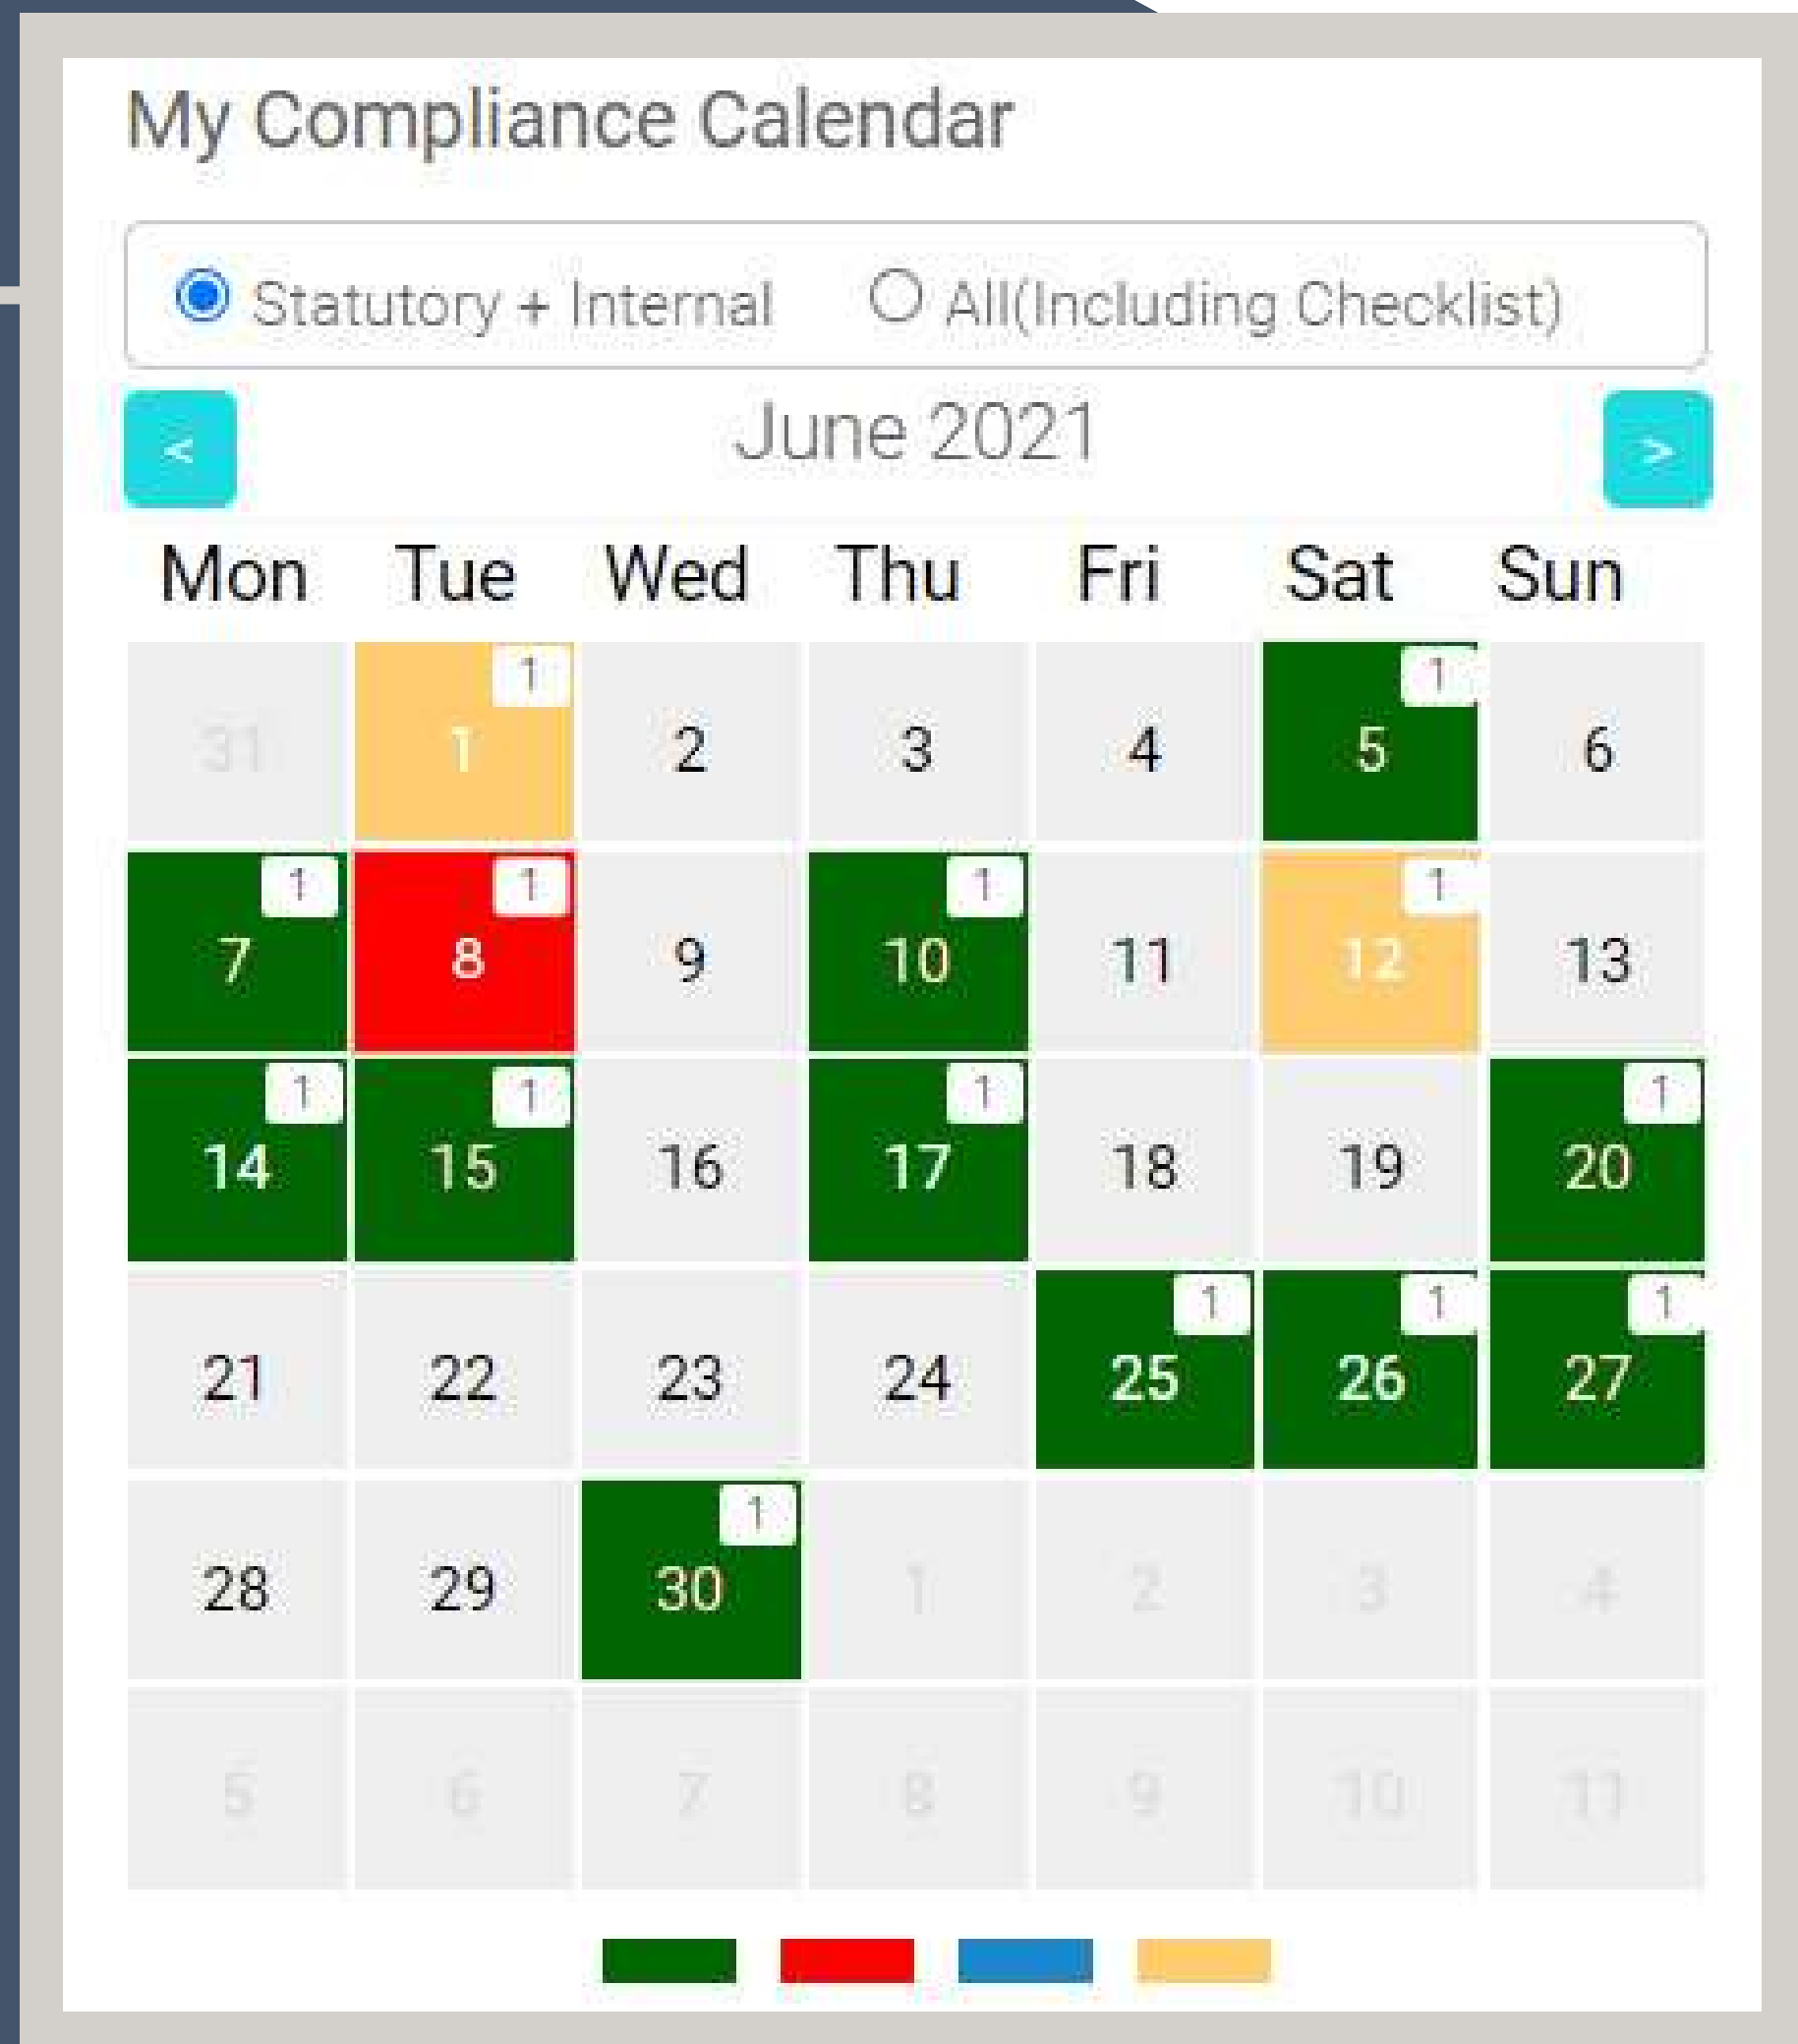 My Compliance Calendar
Statutory + Internal All(Including Checklist)
< June 2021 >
Mon Tue Wed Thu Fri Sat Sun
1 1
31 1 2 3 4 5 6
1 1 1 1
7 8 9 10 11 12 13
1 1 1 1
14 15 16 17 18 19 20
1 1 1
21 22 23 24 25 26 27
1
28 29 30 1 2 3 4
5 6 7 8 9 10 11